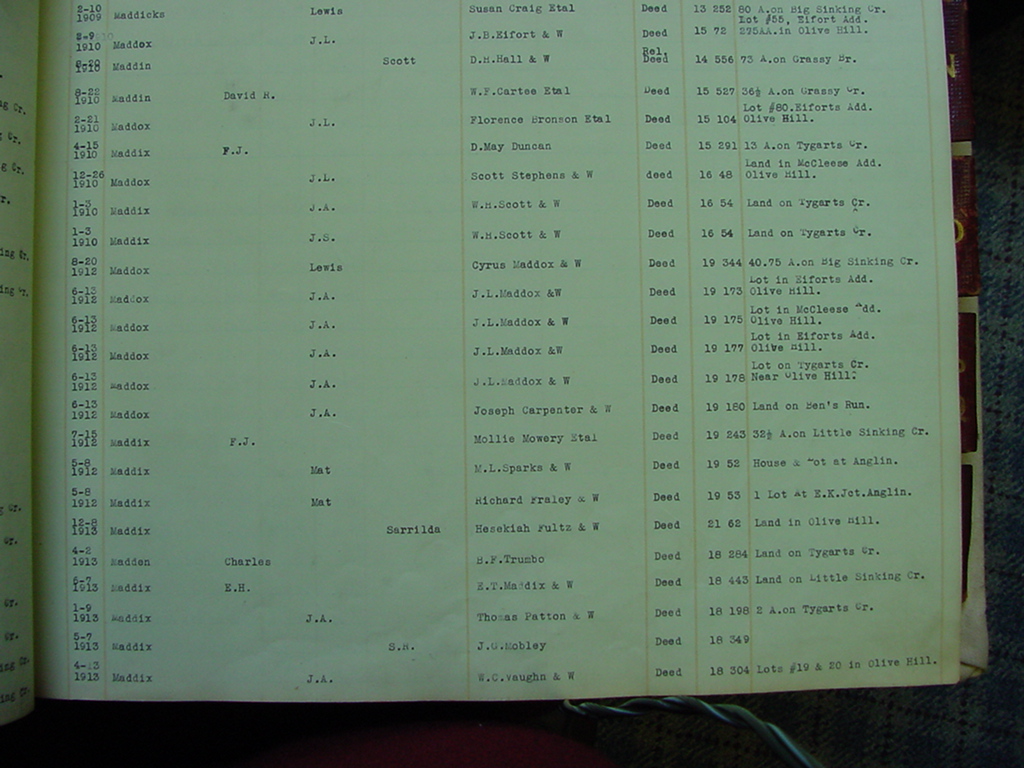 2-10
1909 Maddicks Lewis Susan Craig Etal Deed 13 252 80 A.on Big Sinking Cr.
8-9 Lot #55, Eifort Add.
1910 Maddox J.L. J.B.Eifort & W Deed 15 72 275AA.in Olive Hill.
8-20 Rel.
1910 Maddin Scott D.H.Hall & W Deed 14 556 73 A.on Grassy Br.
8-22
1910 Maddin David H. W.F.Cartee Etal Deed 15 527 36½ A.on Grassy Cr.
2-21 Lot #80.Eiforts Add.
1910 Maddox J.L. Florence Bronson Etal Deed 15 104 Olive Hill.
4-15
1910 Maddix F.J. D.May Duncan Deed 15 291 13 A.on Tygarts Cr.
12-26 Land in McCleese Add.
1910 Maddox J.L. Scott Stephens & W deed 16 48 Olive Hill.
1-3
1910 Maddix J.A. W.H.Scott & W Deed 16 54 Land on Tygarts Cr.
1-3
1910 Maddix J.S. W.H.Scott & W Deed 16 54 Land on Tygarts Cr.
8-20
1912 Maddox Lewis Cyrus Maddox & W Deed 19 344 40.75 A.on Big Sinking Cr.
6-13 Lot in Eiforts Add.
1912 Maddox J.A. J.L.Maddox &W Deed 19 173 Olive Hill.
6-13 Lot in McCleese Add.
1912 Maddox J.A. J.L.Maddox & W Deed 19 175 Olive Hill.
6-13 Lot in Eiforts Add.
1912 Maddox J.A. J.L.Maddox &W Deed 19 177 Olive Hill.
6-13 Lot on Tygarts Cr.
1912 Maddox J.A. J.L.Maddox & W Deed 19 178 Near Olive Hill.
6-13
1912 Maddox J.A. Joseph Carpenter & W Deed 19 180 Land on Ben's Run.
7-15
1912 Maddix F.J. Mollie Mowery Etal Deed 19 243 32½ A.on Little Sinking Cr.
5-8
1912 Maddix Mat M.L.Sparks & W Deed 19 52 House & Lot at Anglin.
5-8
1912 Maddix Mat Richard Fraley & W Deed 19 53 1 Lot At E.K.Jct.Anglin.
12-8
1913 Maddix Sarrilda Hesekiah Fultz & W Deed 21 62 Land in Olive Hill.
4-2
1913 Madden Charles B.F.Trumbo Deed 18 284 Land on Tygarts Cr.
6-7
1913 Maddix E.H. E.T.Maddix & W Deed 18 443 Land on Little Sinking Cr.
1-9
1913 Maddix J.A. Thomas Patton & W Deed 18 198 2 A.on Tygarts Cr.
5-7
1913 Maddix S.H. J.G.Mobley Deed 18 349
4-13
1913 Maddix J.A. W.C.Vaughn & W Deed 18 304 Lots #19 & 20 in Olive Hill.